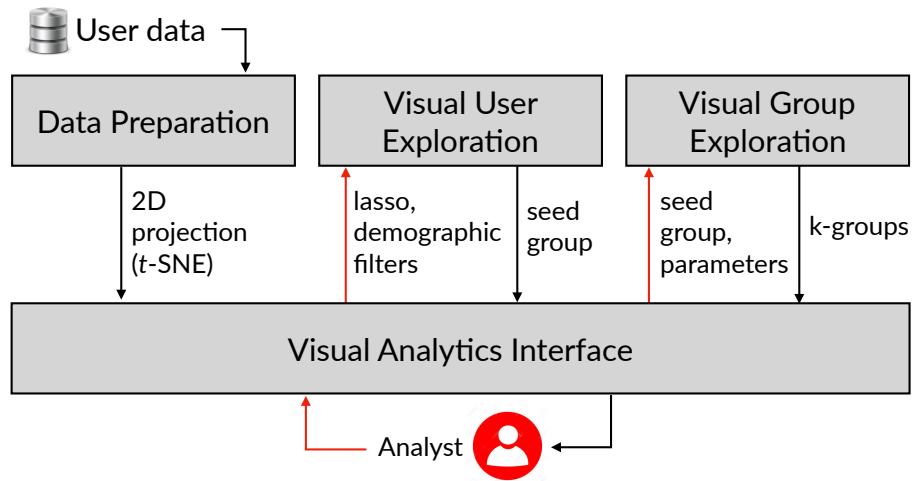 User data
Data Preparation
Visual User
Exploration
Visual Group
Exploration
2D
projection
(t-SNE)
lasso,
demographic
filters
seed
group
seed
group,
parameters
k-groups
Visual Analytics Interface
Analyst